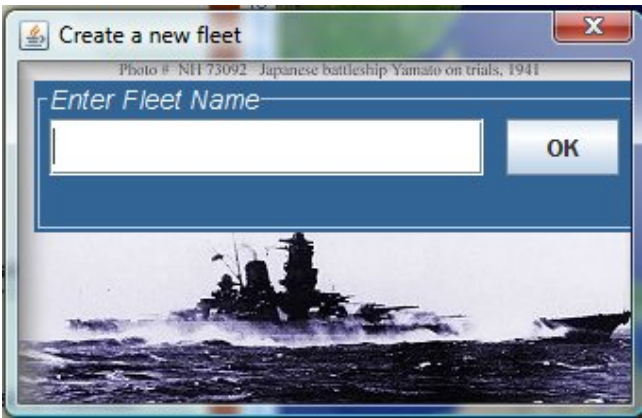 Create a new fleet
Photo # NH 73092 Japanese battleship Yamato on trials, 1941
Enter Fleet Name
OK